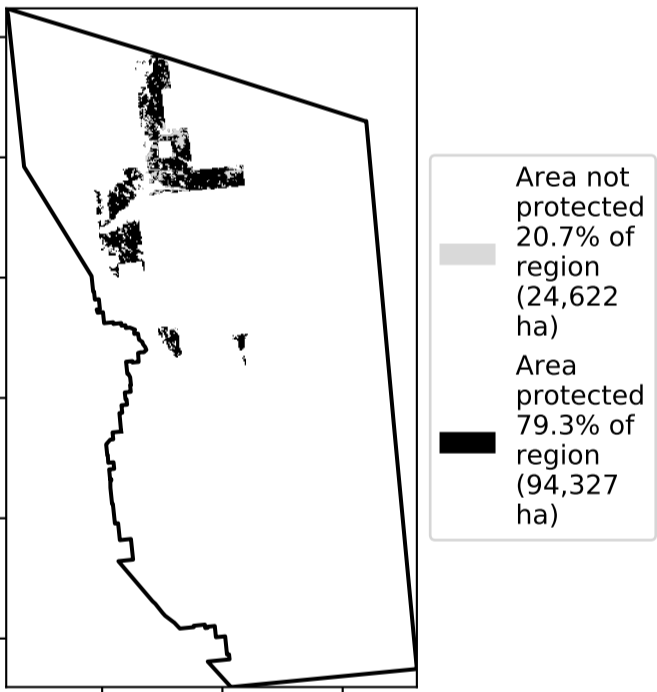 Area not
protected
20.7% of
region
(24,622
ha)
Area
protected
79.3% of
region
(94,327
ha)